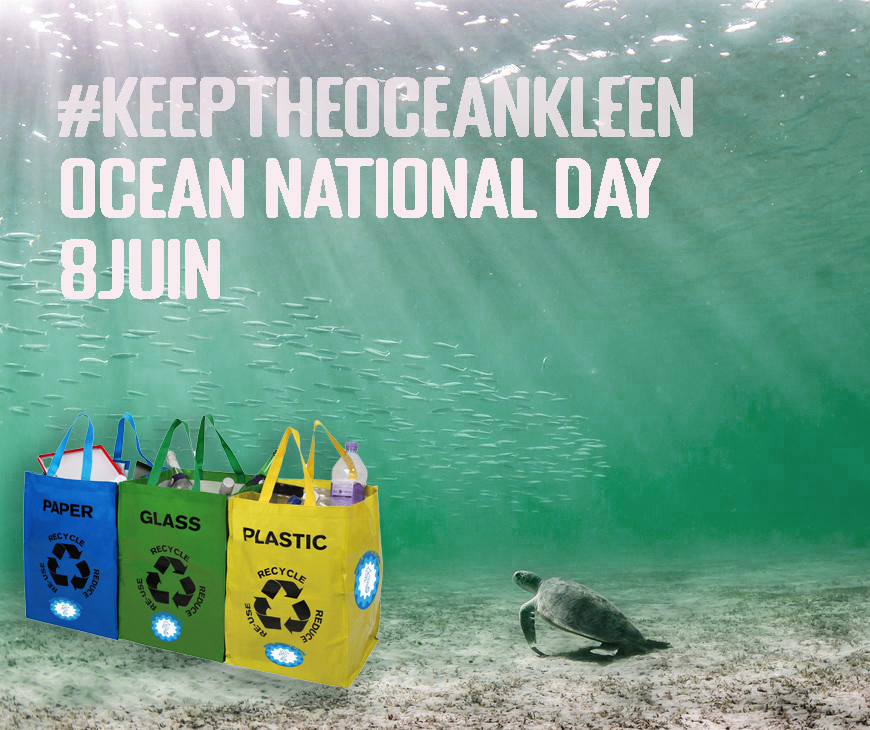 #KEEPTHEOCEANKLEEN
OCEAN NATIONAL DAY
8JUIN
PAPER
RECYCLE
REDUCE
RE-USE
GLASS
RECYCLE
REDUCE
RE-USE
PLASTIC
RECYCLE
REDUCE
RE-USE